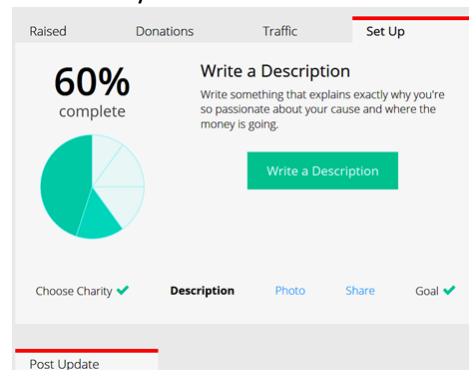 Raised Donations Traffic Set Up
60%
complete
Write a Description
Write something that explains exactly why you're
so passionate about your cause and where the
money is going.
Write a Description
Choose Charity Description Photo Share Goal
Post Update